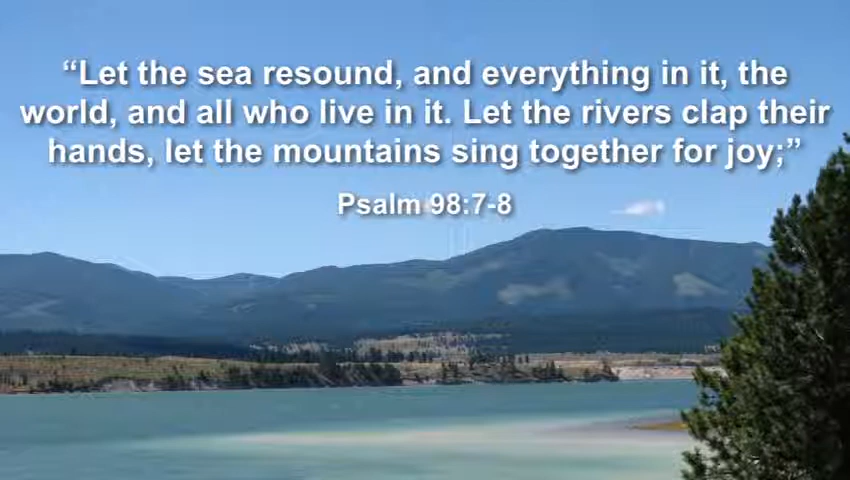 “Let the sea resound, and everything in it, the
world, and all who live in it. Let the rivers clap their
hands, let the mountains sing together for joy;”
Psalm 98:7-8